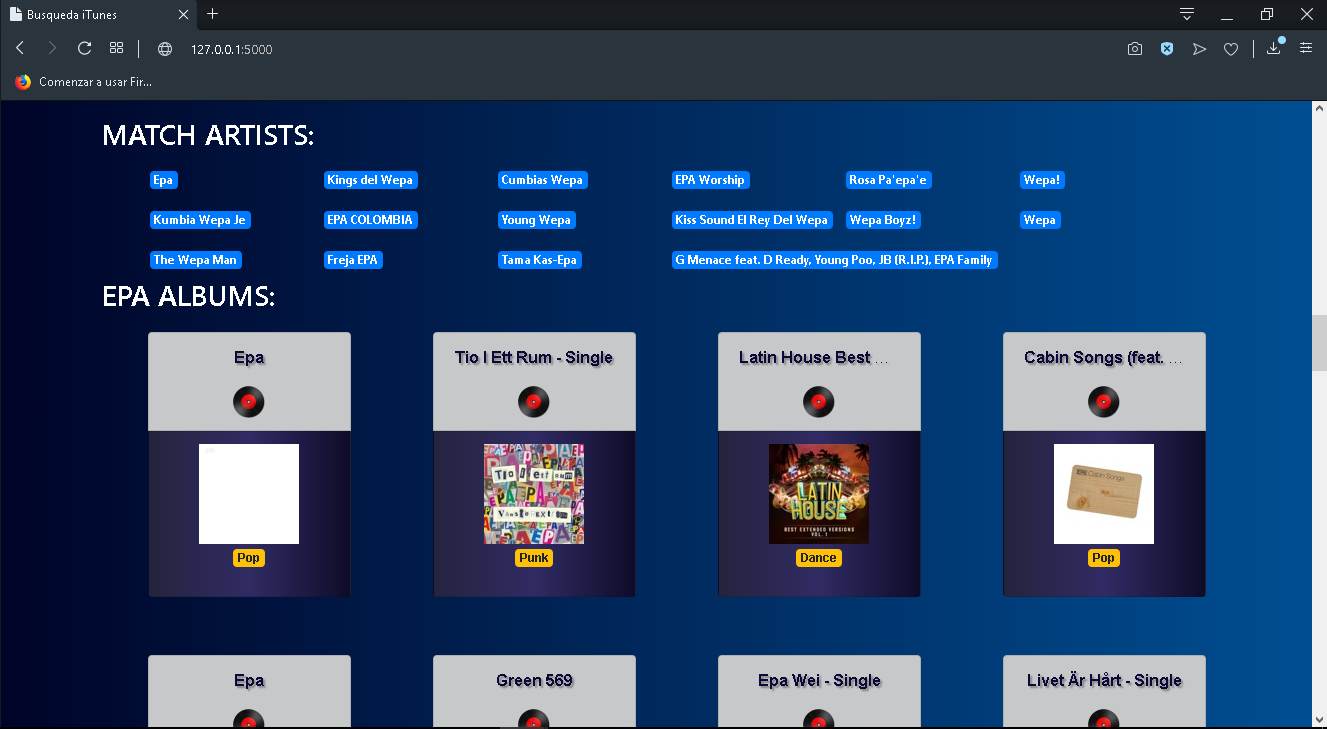 Busqueda iTunes
127.0.0.1:5000
Comenzar a usar Fir...
MATCH ARTISTS:
Epa Kings del Wepa Cumbias Wepa EPA Worship Rosa Pa'epa'e Wepa!
Kumbia Wepa Je EPA COLOMBIA Young Wepa Kiss Sound El Rey Del Wepa Wepa Boyz! Wepa
The Wepa Man Freja EPA Tama Kas-Epa G Menace feat. D Ready, Young Poo, JB (R.I.P.), EPA Family
EPA ALBUMS:
Epa Tio I Ett Rum - Single Latin House Best ... Cabin Songs (feat. ...
Tio I ett rum
LATIN
HOUSE
BEST EXTENDED VERSIONS
VOL. 1
EPA Cabin Songs
Pop Punk Dance Pop
Epa Green 569 Epa Wei - Single Livet Är Hårt - Single